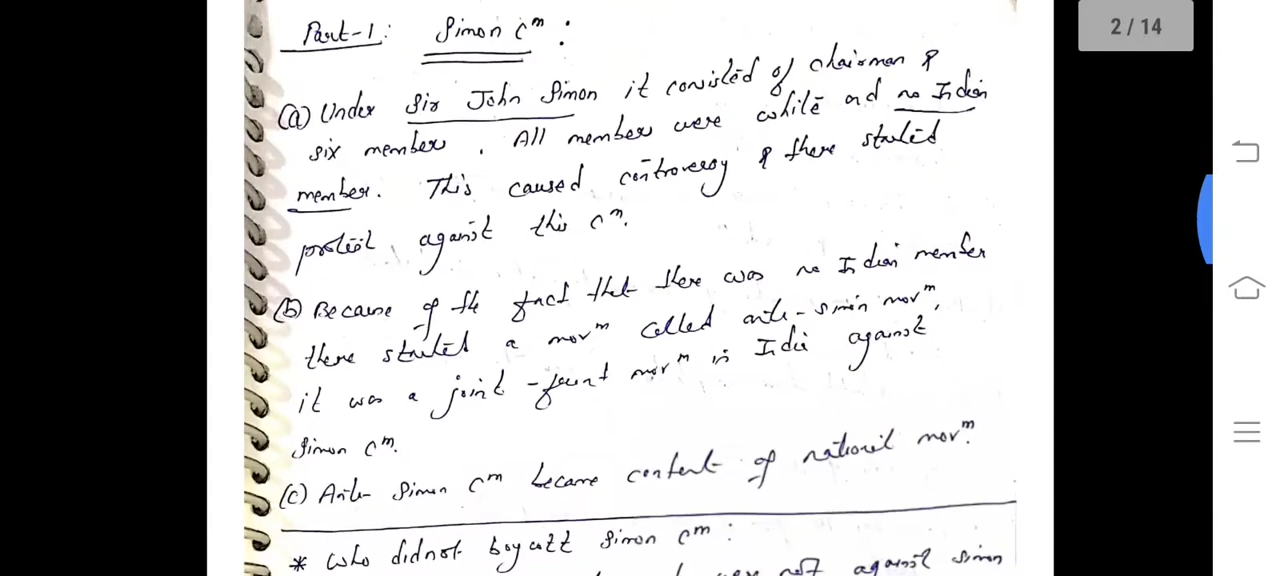 2 / 14
Part-1: Simon Cᵐ:
(a) Under Sir John Simon it consisted of chairman &
six member. All member were white and no Indian
member. This caused controversy & there started
protest against this Cᵐ.
(b) Because of the fact that there was no Indian member
there started a movᵐ called anti-simon movᵐ,
it was a joint-front movᵐ in India against
Simon Cᵐ.
(c) Anti-Simon Cᵐ became content of national movᵐ.
* Who didnot boycott Simon Cᵐ:
not against simon